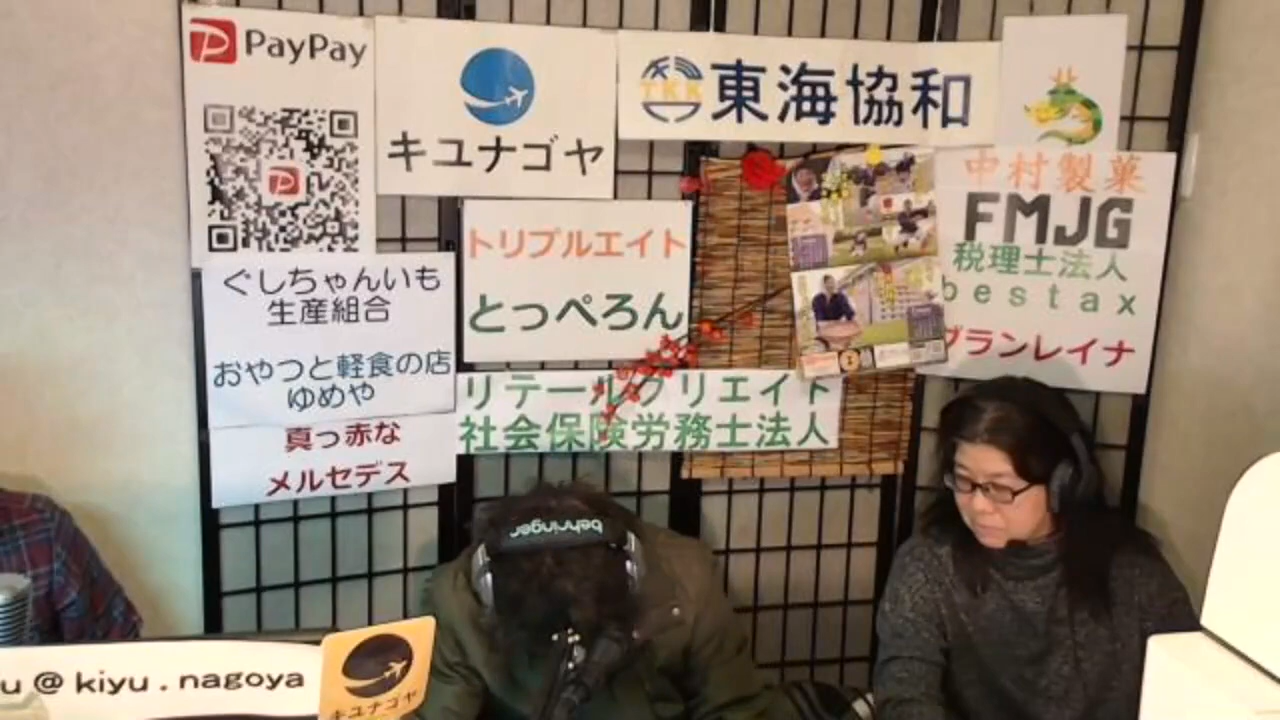 PayPay
キユナゴヤ
TKK
東海協和
中村製菓
FMJG
税理士法人
bestax
グランレイナ
トリプルエイト
とっぺろん
ぐしちゃんいも
生産組合
おやつと軽食の店
ゆめや
真っ赤な
メルセデス
リテールクリエイト
社会保険労務士法人
behringer
u @ kiyu . nagoya
キユナゴヤ